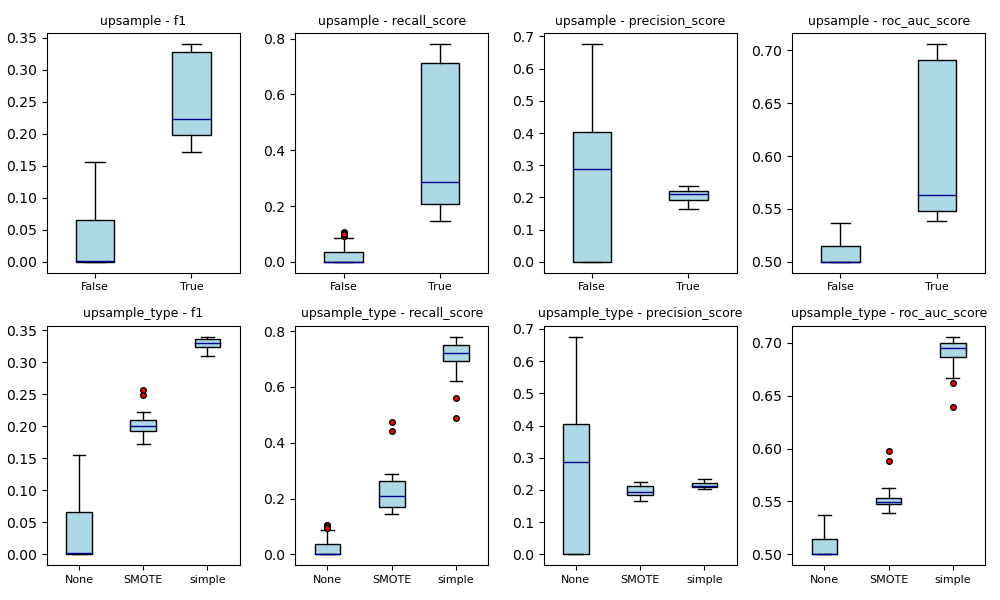 upsample - f1
0.35
0.30
0.25
0.20
0.15
0.10
0.05
0.00
False
True
upsample - recall_score
0.8
0.6
0.4
0.2
0.0
False
True
upsample - precision_score
0.7
0.6
0.5
0.4
0.3
0.2
0.1
0.0
False
True
upsample - roc_auc_score
0.70
0.65
0.60
0.55
0.50
False
True
upsample_type - f1
0.35
0.30
0.25
0.20
0.15
0.10
0.05
0.00
None
SMOTE
simple
upsample_type - recall_score
0.8
0.6
0.4
0.2
0.0
None
SMOTE
simple
upsample_type - precision_score
0.7
0.6
0.5
0.4
0.3
0.2
0.1
0.0
None
SMOTE
simple
upsample_type - roc_auc_score
0.70
0.65
0.60
0.55
0.50
None
SMOTE
simple